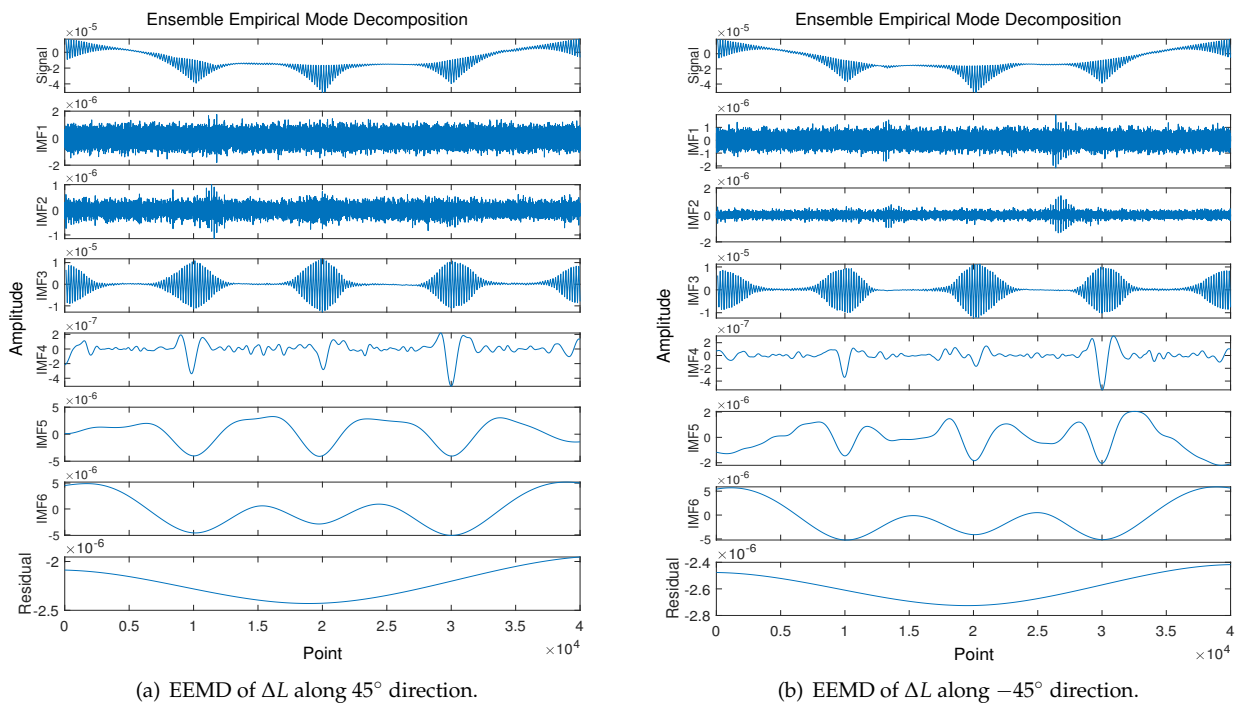 Ensemble Empirical Mode Decomposition
×10^-5
0
-2
-4
Signal
×10^-6
2
0
-2
IMF1
×10^-6
1
0
-1
IMF2
×10^-5
1
0
-1
IMF3
×10^-7
2
0
-2
-4
IMF4
×10^-6
5
0
-5
IMF5
×10^-6
5
0
-5
IMF6
×10^-6
-2
-2.5
Residual
Amplitude
0 0.5 1 1.5 2 2.5 3 3.5 4
×10^4
Point
(a) EEMD of ΔL along 45° direction.
Ensemble Empirical Mode Decomposition
×10^-5
0
-2
-4
Signal
×10^-6
1
0
-1
-2
IMF1
×10^-6
2
0
-2
IMF2
×10^-5
1
0
-1
IMF3
×10^-7
2
0
-2
-4
IMF4
×10^-6
2
0
-2
IMF5
×10^-6
5
0
-5
IMF6
×10^-6
-2.4
-2.6
-2.8
Residual
Amplitude
0 0.5 1 1.5 2 2.5 3 3.5 4
×10^4
Point
(b) EEMD of ΔL along −45° direction.